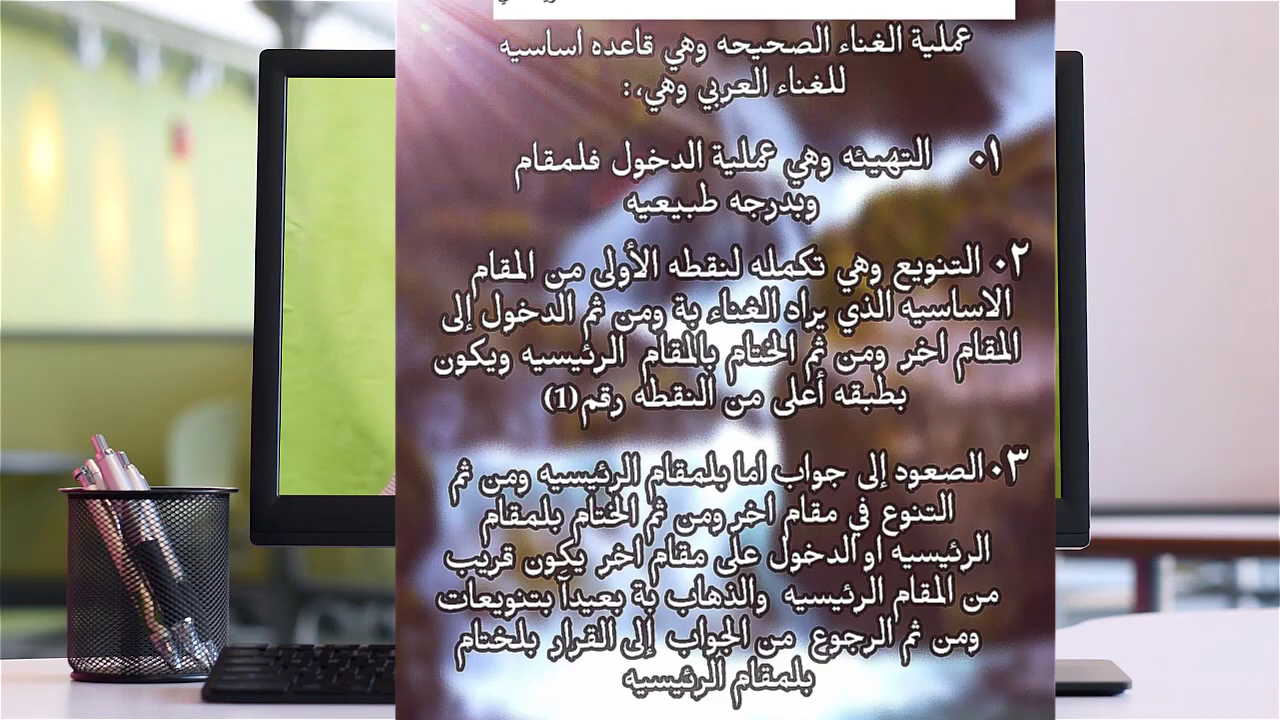 عملية الغناء الصحيحه وهي قاعده اساسيه
للغناء العربي وهي،:
٠١ التهيئه وهي عملية الدخول فلمقام
وبدرجه طبيعيه
٠٢ التنويع وهي تكمله لنقطه الأولى من المقام
الاساسيه الذي يراد الغناء بة ومن ثم الدخول إلى
المقام اخر ومن ثم الختام بالمقام الرئيسيه ويكون
بطبقه أعلى من النقطه رقم(1)
٠٣ الصعود إلى جواب اما بلمقام الرئيسيه ومن ثم
التنوع في مقام اخر ومن ثم الختام بلمقام
الرئيسيه او الدخول على مقام اخر يكون قريب
من المقام الرئيسيه والذهاب بة بعيداً بتنويعات
ومن ثم الرجوع من الجواب إلى القرار بلختام
بلمقام الرئيسيه